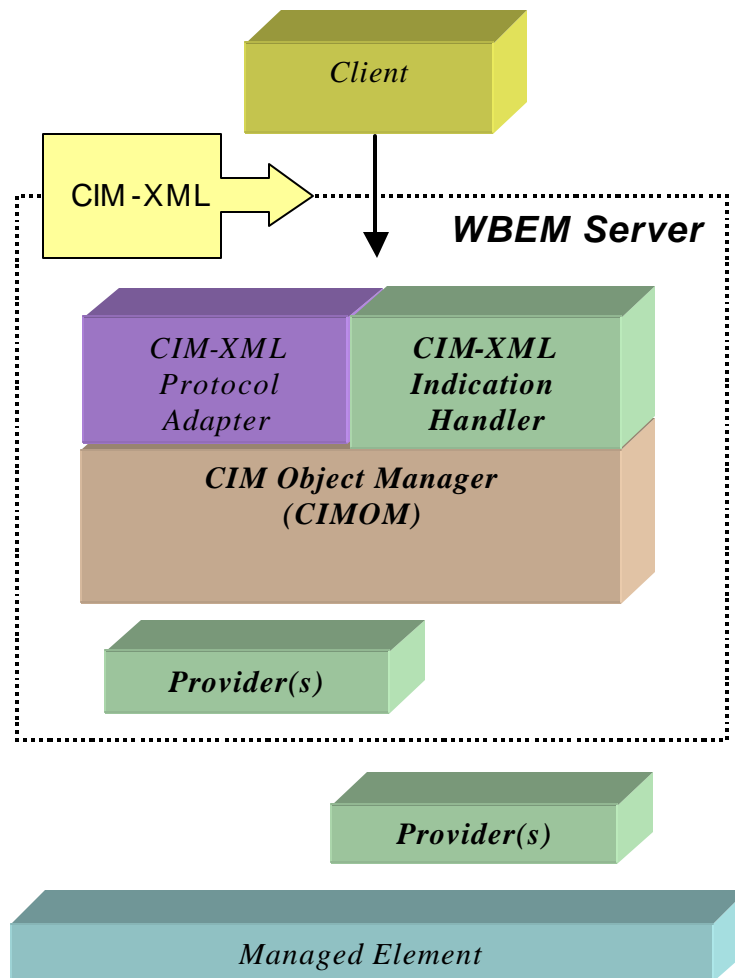 Client
CIM-XML
WBEM Server
CIM-XML
Protocol
Adapter
CIM-XML
Indication
Handler
CIM Object Manager
(CIMOM)
Provider(s)
Provider(s)
Managed Element